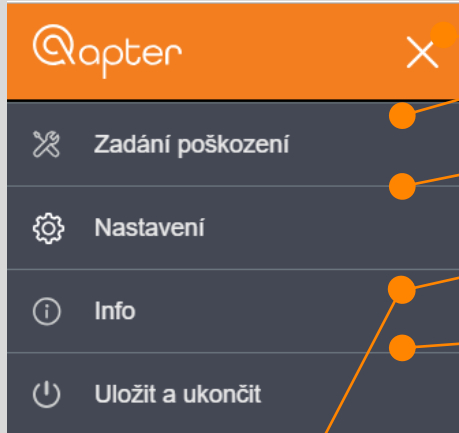 Qapter
Zadání poškození
Nastavení
Info
Uložit a ukončit